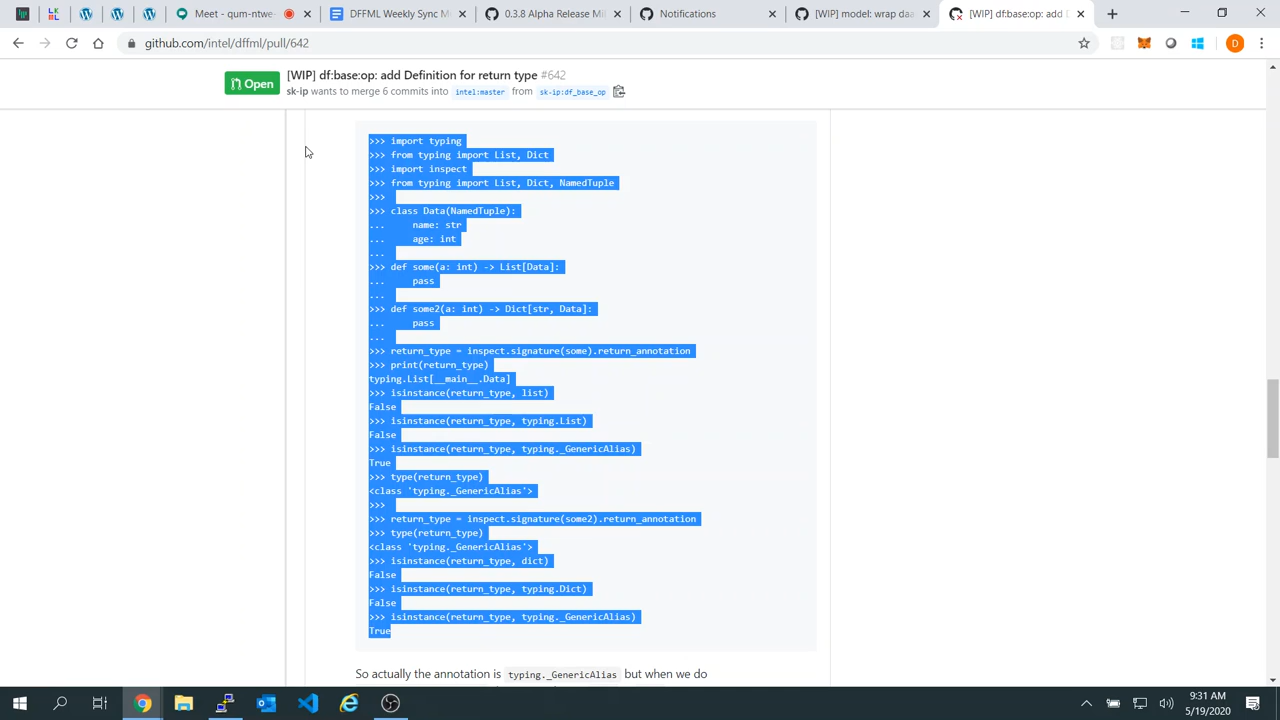 Meet - qum-ntwe
DFFML Weekly Sync M
0.3.8 Alpha Release Mi
Notifications
[WIP] model: wrap daa
[WIP] df:base:op: add D
github.com/intel/dffml/pull/642
D
Open
[WIP] df:base:op: add Definition for return type #642
sk-ip wants to merge 6 commits into intel:master from sk-ip:df_base_op
>>> import typing
>>> from typing import List, Dict
>>> import inspect
>>> from typing import List, Dict, NamedTuple
>>>
>>> class Data(NamedTuple):
...     name: str
...     age: int
...
>>> def some(a: int) -> List[Data]:
...     pass
...
>>> def some2(a: int) -> Dict[str, Data]:
...     pass
...
>>> return_type = inspect.signature(some).return_annotation
>>> print(return_type)
typing.List[__main__.Data]
>>> isinstance(return_type, list)
False
>>> isinstance(return_type, typing.List)
False
>>> isinstance(return_type, typing._GenericAlias)
True
>>> type(return_type)
<class 'typing._GenericAlias'>
>>>
>>> return_type = inspect.signature(some2).return_annotation
>>> type(return_type)
<class 'typing._GenericAlias'>
>>> isinstance(return_type, dict)
False
>>> isinstance(return_type, typing.Dict)
False
>>> isinstance(return_type, typing._GenericAlias)
True
So actually the annotation is typing._GenericAlias but when we do
9:31 AM
5/19/2020